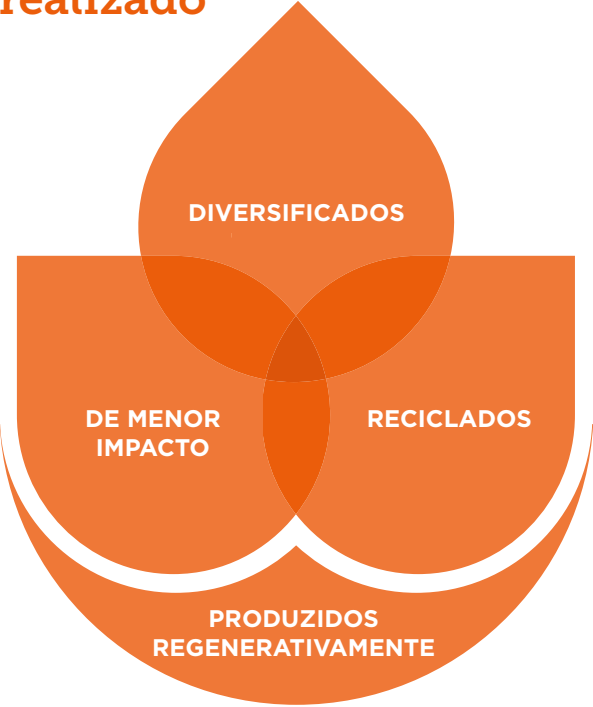 realizado
DIVERSIFICADOS
DE MENOR
IMPACTO
RECICLADOS
PRODUZIDOS
REGENERATIVAMENTE